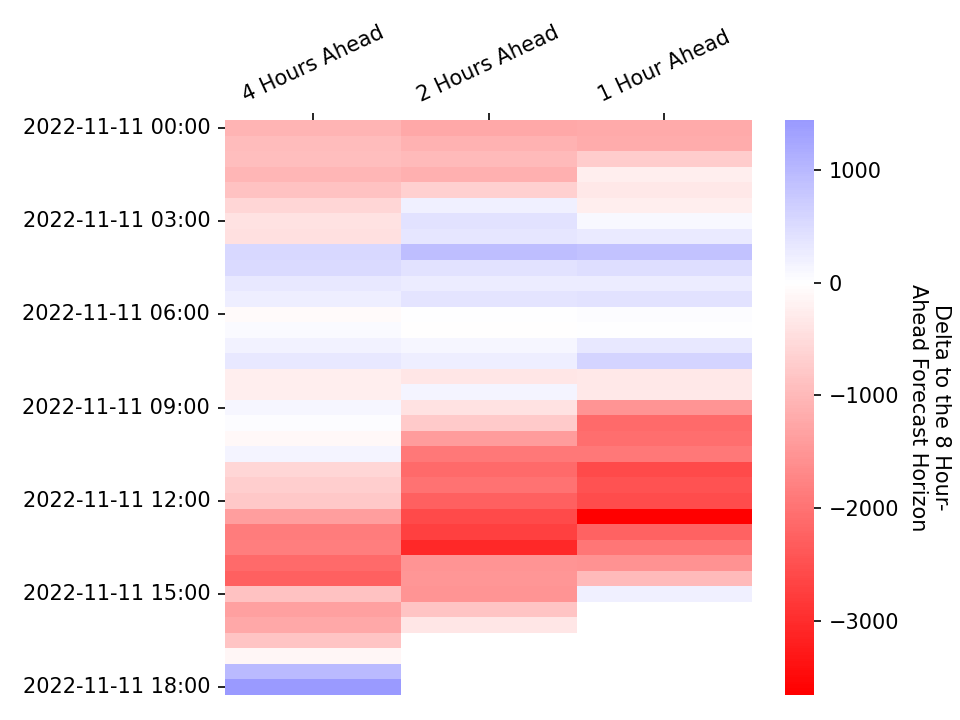 4 Hours Ahead
2 Hours Ahead
1 Hour Ahead
2022-11-11 00:00
2022-11-11 03:00
2022-11-11 06:00
2022-11-11 09:00
2022-11-11 12:00
2022-11-11 15:00
2022-11-11 18:00
1000
0
−1000
−2000
−3000
Delta to the 8 Hour-
Ahead Forecast Horizon